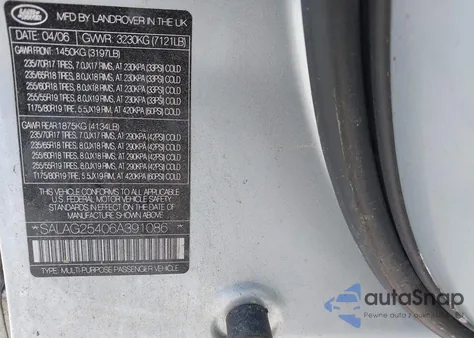 LAND ROVER
MFD BY LANDROVER IN THE UK
DATE: 04/06 GVWR: 3230KG (7121LB)
GAWR FRONT: 1450KG (3197LB)
235/70R17 TIRES, 7.0JX17 RIMS, AT 230KPA (33PSI) COLD
235/65R18 TIRES, 8.0JX18 RIMS, AT 230KPA (33PSI) COLD
255/60R18 TIRES, 8.0JX18 RIMS, AT 230KPA (33PSI) COLD
255/55R19 TIRES, 8.0JX19 RIMS, AT 230KPA (33PSI) COLD
T175/80R19 TIRE, 5.5JX19 RIM, AT 420KPA (60PSI) COLD
GAWR REAR: 1875KG (4134LB)
235/70R17 TIRES, 7.0JX17 RIMS, AT 290KPA (42PSI) COLD
235/65R18 TIRES, 8.0JX18 RIMS, AT 290KPA (42PSI) COLD
255/60R18 TIRES, 8.0JX18 RIMS, AT 290KPA (42PSI) COLD
255/55R19 TIRES, 8.0JX19 RIMS, AT 290KPA (42PSI) COLD
T175/80R19 TIRE, 5.5JX19 RIM, AT 420KPA (60PSI) COLD
THIS VEHICLE CONFORMS TO ALL APPLICABLE
U.S. FEDERAL MOTOR VEHICLE SAFETY
STANDARDS IN EFFECT ON THE DATE OF
MANUFACTURE SHOWN ABOVE.
*SALAG25406A391086*
TYPE: MULTI-PURPOSE PASSENGER VEHICLE
autoSnap
Pewne auta z aukcji